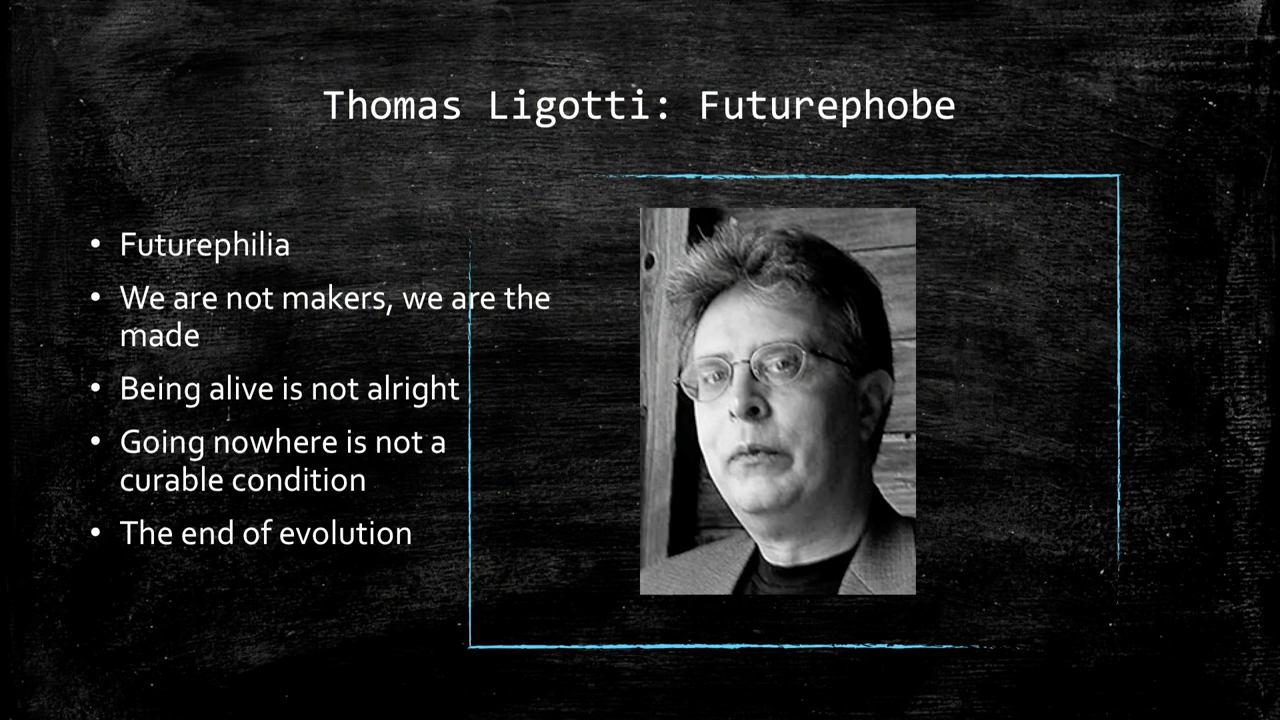 Thomas Ligotti: Futurephobe
• Futurephilia
• We are not makers, we are the
made
• Being alive is not alright
• Going nowhere is not a
curable condition
• The end of evolution